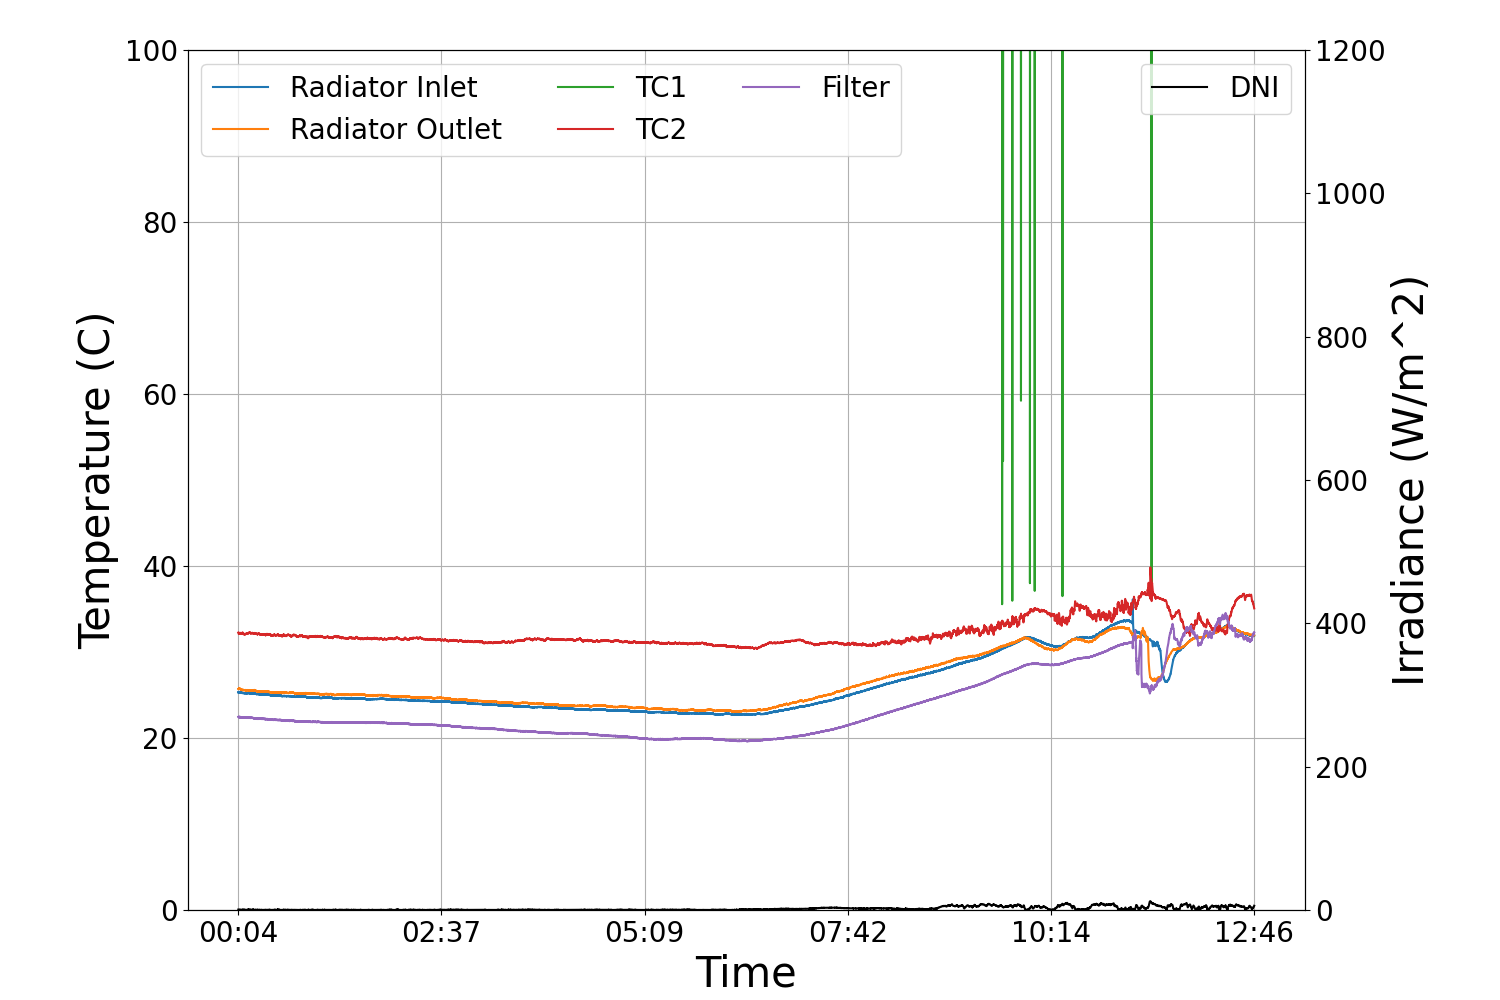 Radiator Inlet
Radiator Outlet
TC1
TC2
Filter
DNI
Temperature (C)
100
80
60
40
20
0
Irradiance (W/m^2)
1200
1000
800
600
400
200
0
00:04 02:37 05:09 07:42 10:14 12:46
Time